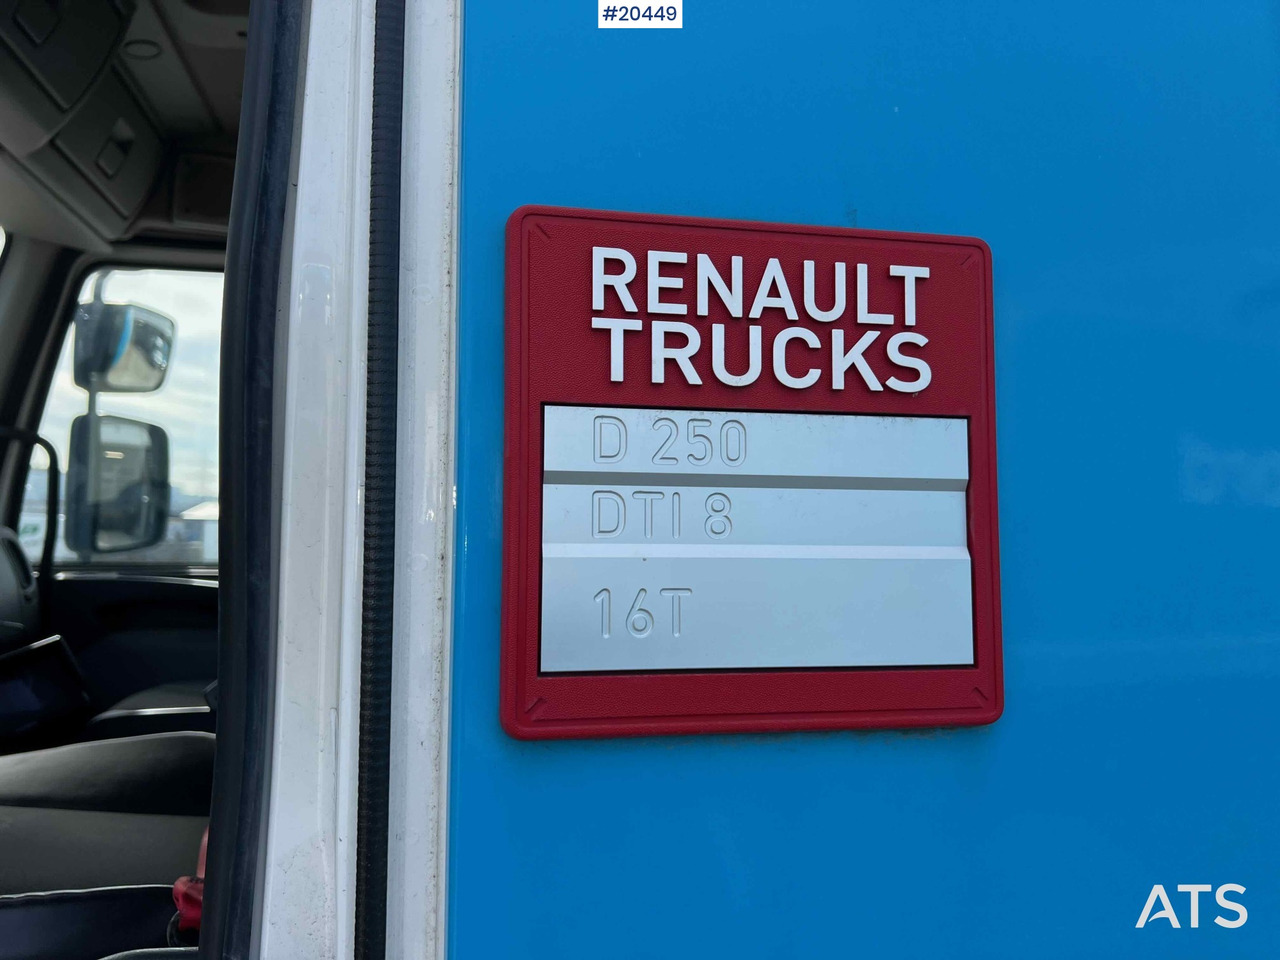 #20449
RENAULT
TRUCKS
D 250
DTI 8
16T
ATS